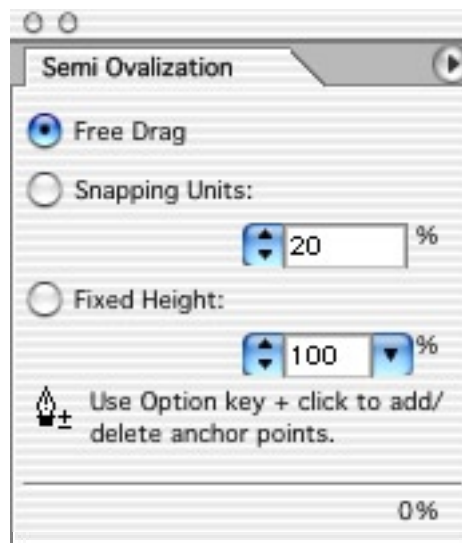 Semi Ovalization
Free Drag
Snapping Units:
20 %
Fixed Height:
100 %
Use Option key + click to add/
delete anchor points.
0%